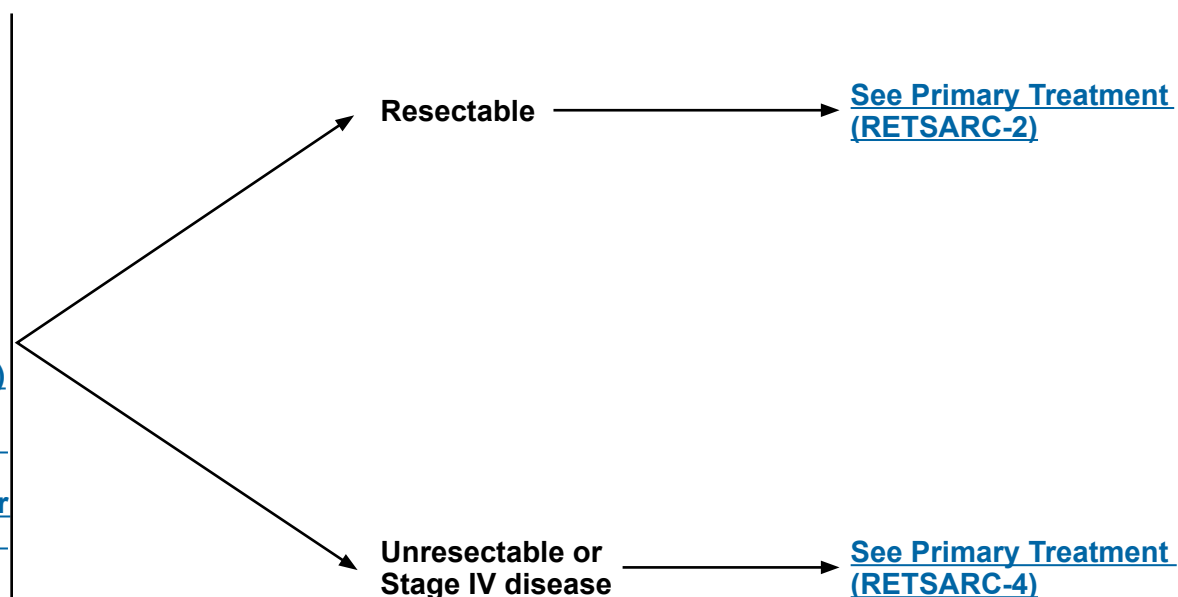 Resectable
See Primary Treatment
(RETSARC-2)
)
r
Unresectable or
Stage IV disease
See Primary Treatment
(RETSARC-4)